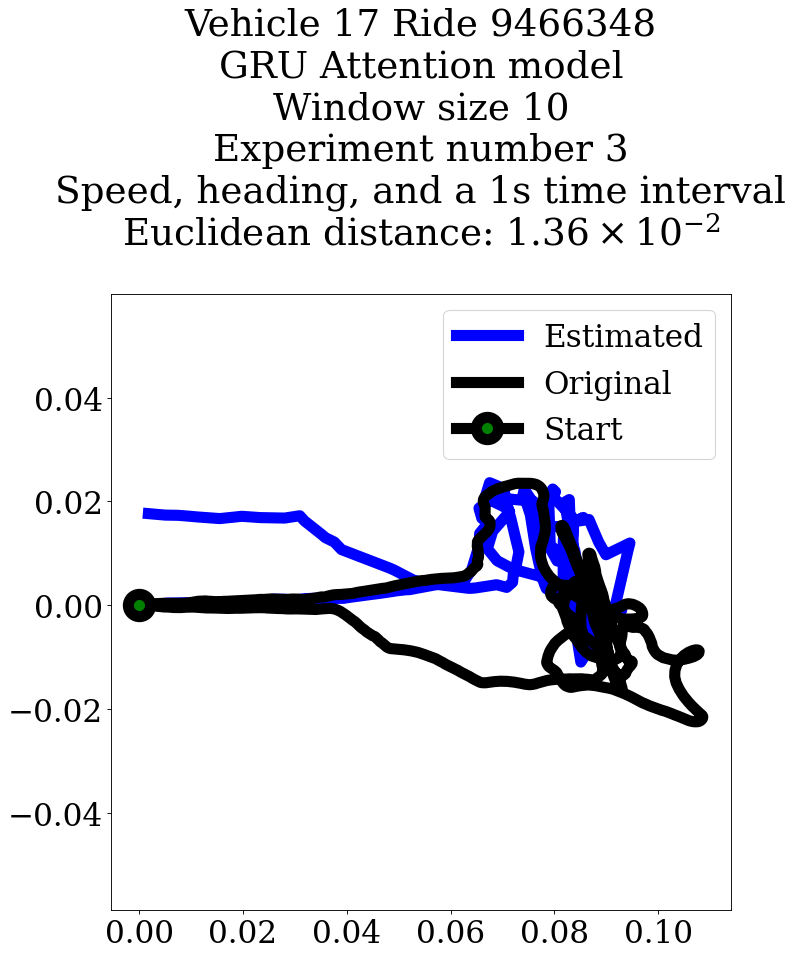 Vehicle 17 Ride 9466348
GRU Attention model
Window size 10
Experiment number 3
Speed, heading, and a 1s time interval
Euclidean distance: 1.36 × 10⁻²
Estimated
Original
Start
0.04
0.02
0.00
−0.02
−0.04
0.00 0.02 0.04 0.06 0.08 0.10